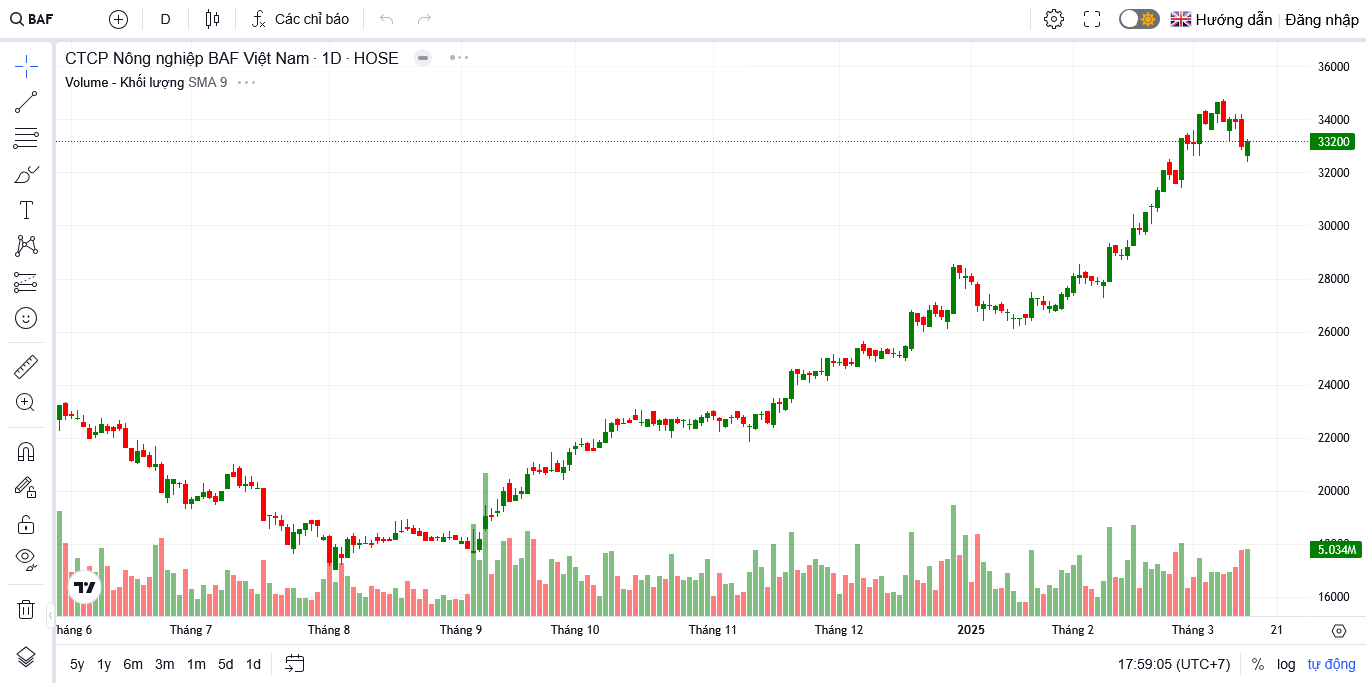 BAF D Các chỉ báo Hướng dẫn Đăng nhập
CTCP Nông nghiệp BAF Việt Nam · 1D · HOSE
Volume - Khối lượng SMA 9
36000
34000
33200
32000
30000
28000
26000
24000
22000
20000
5.034M
16000
háng 6 Tháng 7 Tháng 8 Tháng 9 Tháng 10 Tháng 11 Tháng 12 2025 Tháng 2 Tháng 3 21
5y 1y 6m 3m 1m 5d 1d 17:59:05 (UTC+7) % log tự động